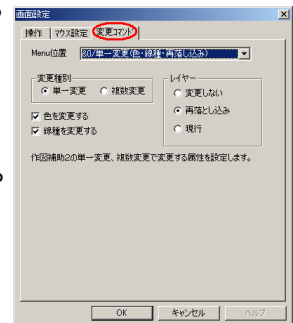 画面設定
操作 マウス設定 変更コマンド
Menu位置 80/単一変更(色・線種・再落し込み)
変更種別
単一変更 複数変更
色を変更する
線種を変更する
レイヤー
変更しない
再落とし込み
現行
作図補助2の単一変更、複数変更で変更する属性を設定します。
OK キャンセル ヘルプ